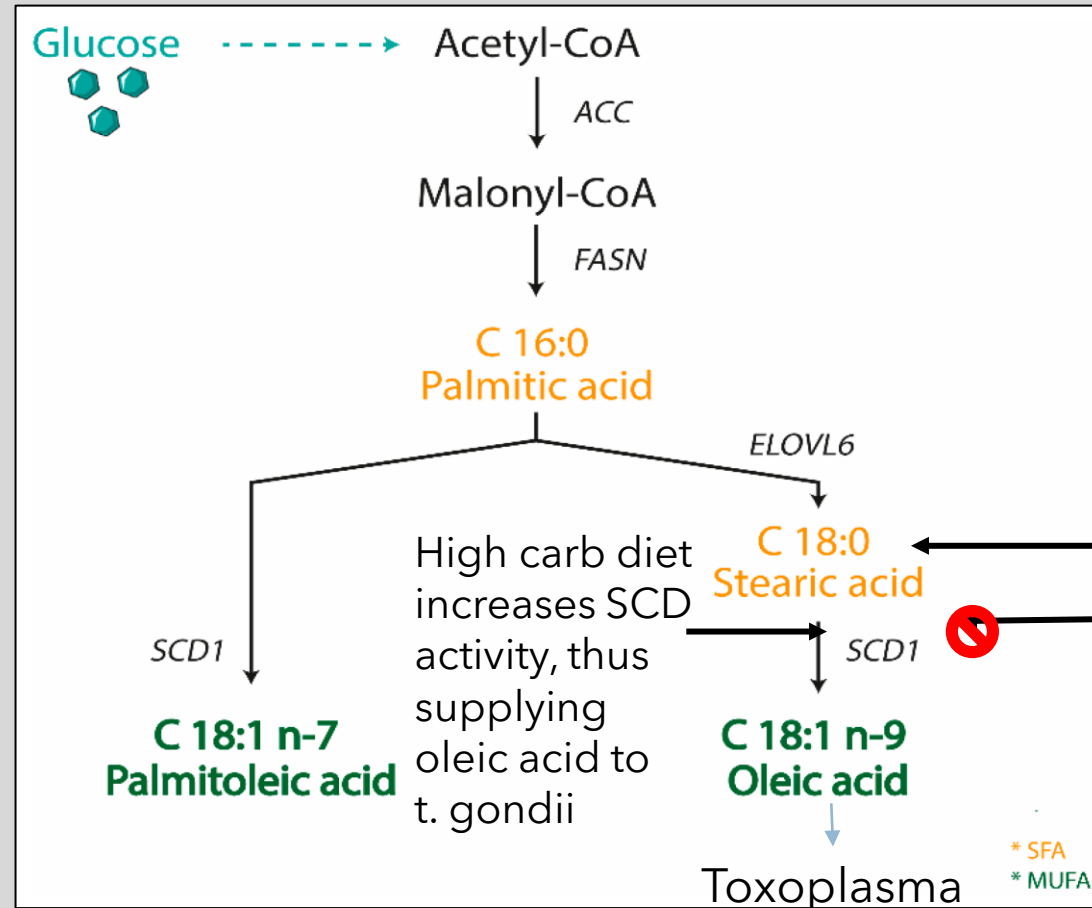 Glucose
Acetyl-CoA
ACC
Malonyl-CoA
FASN
C 16:0
Palmitic acid
ELOVL6
C 18:0
Stearic acid
High carb diet
increases SCD
activity, thus
supplying
oleic acid to
t. gondii
SCD1
SCD1
C 18:1 n-7
Palmitoleic acid
C 18:1 n-9
Oleic acid
Toxoplasma
* SFA
* MUFA